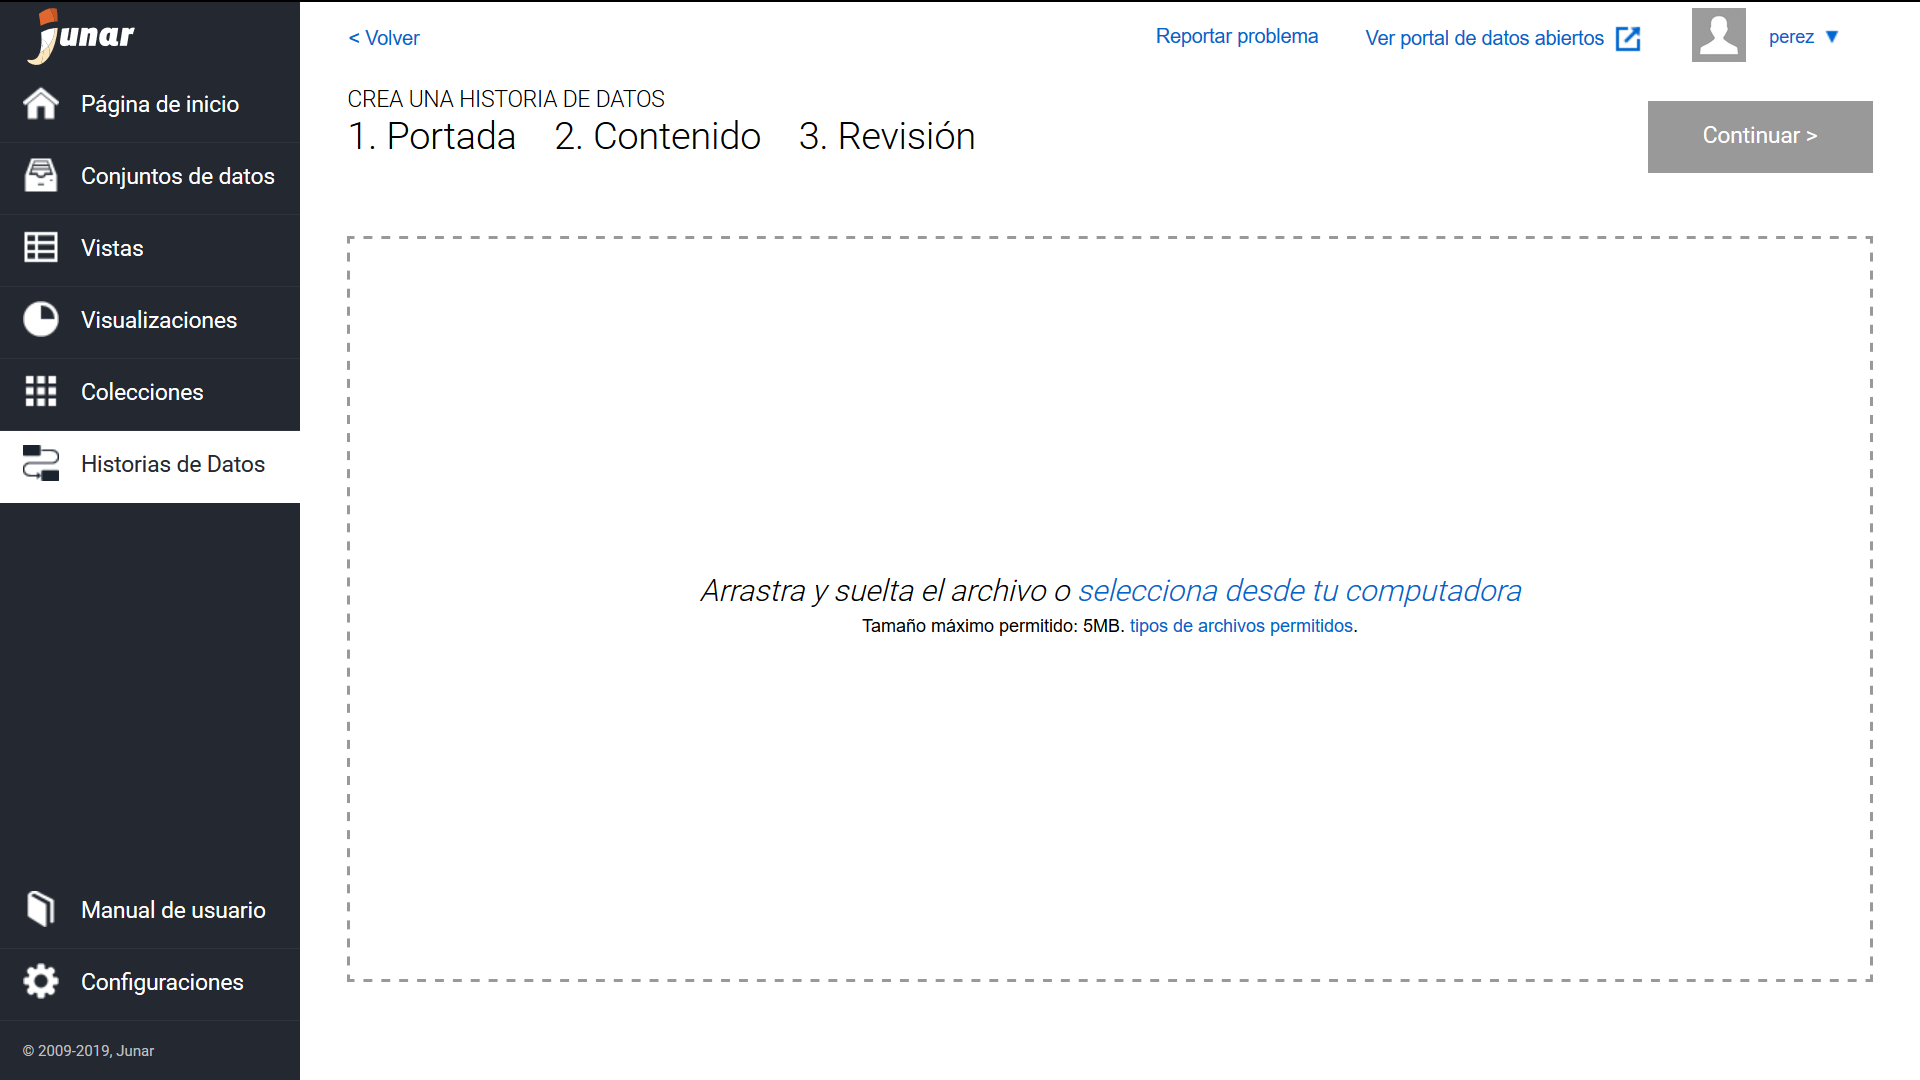 junar
Página de inicio
Conjuntos de datos
Vistas
Visualizaciones
Colecciones
Historias de Datos
Manual de usuario
Configuraciones
© 2009-2019, Junar
< Volver
Reportar problema
Ver portal de datos abiertos
perez ▼
CREA UNA HISTORIA DE DATOS
1. Portada 2. Contenido 3. Revisión
Continuar >
Arrastra y suelta el archivo o selecciona desde tu computadora
Tamaño máximo permitido: 5MB. tipos de archivos permitidos.